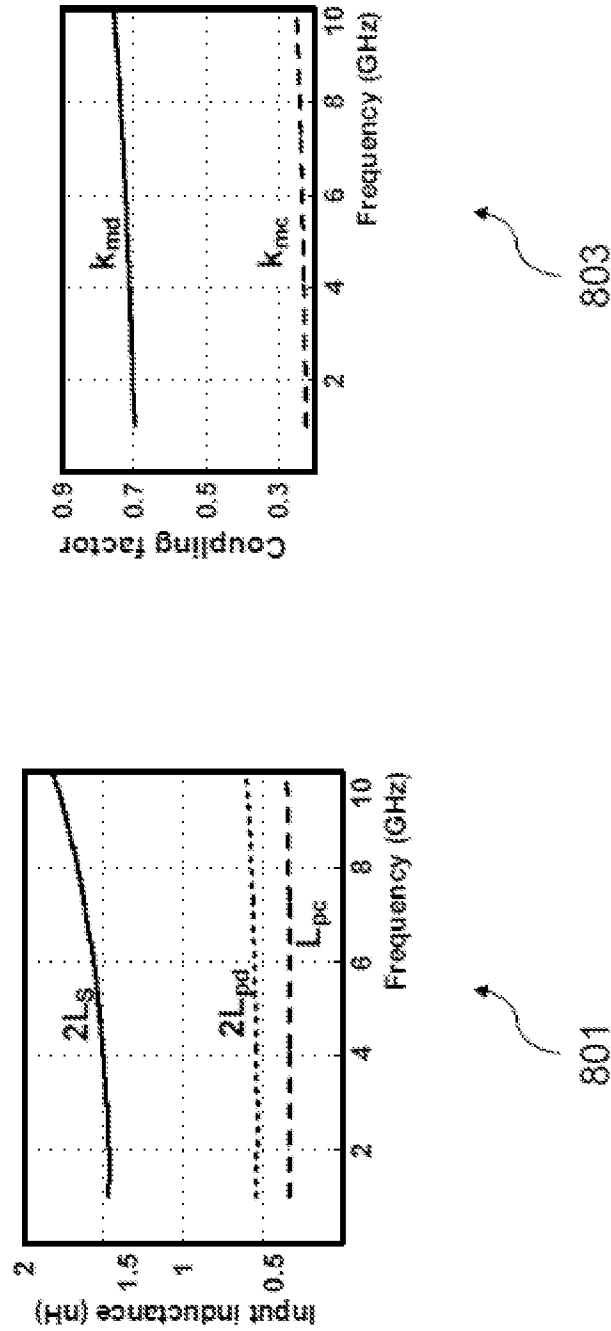 Input inductance (nH)
2
1.5
1
0.5
2L_S
2L_pd
L_pc
2
4
6
8
10
Frequency (GHz)
801
Coupling factor
0.9
0.7
0.5
0.3
k_md
k_mc
2
4
6
8
10
Frequency (GHz)
803